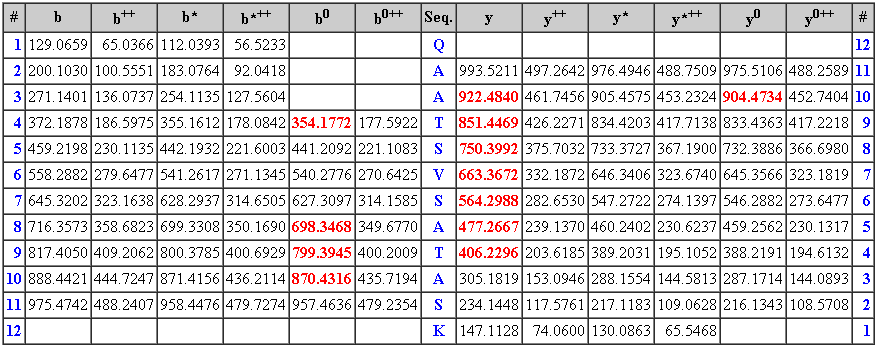 # b b++ b* b*++ b0 b0++ Seq. y y++ y* y*++ y0 y0++ #
1 129.0659 65.0366 112.0393 56.5233 Q 12
2 200.1030 100.5551 183.0764 92.0418 A 993.5211 497.2642 976.4946 488.7509 975.5106 488.2589 11
3 271.1401 136.0737 254.1135 127.5604 A 922.4840 461.7456 905.4575 453.2324 904.4734 452.7404 10
4 372.1878 186.5975 355.1612 178.0842 354.1772 177.5922 T 851.4469 426.2271 834.4203 417.7138 833.4363 417.2218 9
5 459.2198 230.1135 442.1932 221.6003 441.2092 221.1083 S 750.3992 375.7032 733.3727 367.1900 732.3886 366.6980 8
6 558.2882 279.6477 541.2617 271.1345 540.2776 270.6425 V 663.3672 332.1872 646.3406 323.6740 645.3566 323.1819 7
7 645.3202 323.1638 628.2937 314.6505 627.3097 314.1585 S 564.2988 282.6530 547.2722 274.1397 546.2882 273.6477 6
8 716.3573 358.6823 699.3308 350.1690 698.3468 349.6770 A 477.2667 239.1370 460.2402 230.6237 459.2562 230.1317 5
9 817.4050 409.2062 800.3785 400.6929 799.3945 400.2009 T 406.2296 203.6185 389.2031 195.1052 388.2191 194.6132 4
10 888.4421 444.7247 871.4156 436.2114 870.4316 435.7194 A 305.1819 153.0946 288.1554 144.5813 287.1714 144.0893 3
11 975.4742 488.2407 958.4476 479.7274 957.4636 479.2354 S 234.1448 117.5761 217.1183 109.0628 216.1343 108.5708 2
12 K 147.1128 74.0600 130.0863 65.5468 1